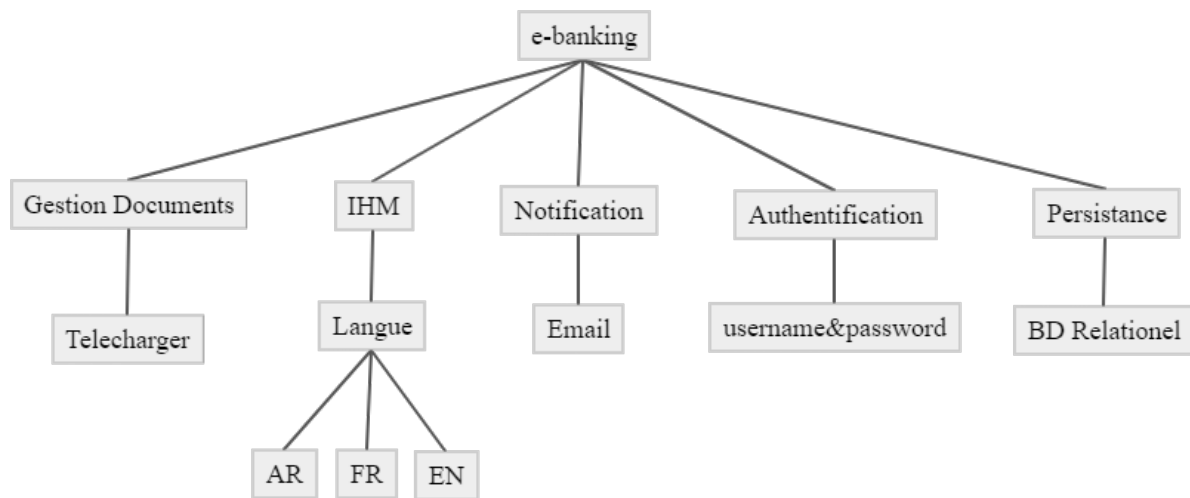 e-banking
Gestion Documents
IHM
Notification
Authentification
Persistance
Telecharger
Langue
Email
username&password
BD Relationel
AR
FR
EN